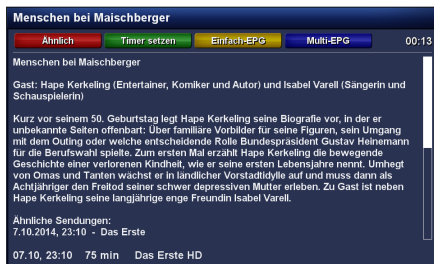 Menschen bei Maischberger
Ähnlich Timer setzen Einfach-EPG Multi-EPG 00:13
Menschen bei Maischberger
Gast: Hape Kerkeling (Entertainer, Komiker und Autor) und Isabel Varell (Sängerin und
Schauspielerin)
Kurz vor seinem 50. Geburtstag legt Hape Kerkeling seine Biografie vor, in der er
unbekannte Seiten offenbart: Über familiäre Vorbilder für seine Figuren, sein Umgang
mit dem Outing oder welche entscheidende Rolle Bundespräsident Gustav Heinemann
für die Berufswahl spielte. Zum ersten Mal erzählt Hape Kerkeling die bewegende
Geschichte einer verlorenen Kindheit, wie er seine ersten Lebensjahre nennt. Umhegt
von Omas und Tanten wächst er in ländlicher Vorstadtidylle auf und muss dann als
Achtjähriger den Freitod seiner schwer depressiven Mutter erleben. Zu Gast ist neben
Hape Kerkeling seine langjährige enge Freundin Isabel Varell.
Ähnliche Sendungen:
7.10.2014, 23:10 - Das Erste
07.10, 23:10 75 min Das Erste HD